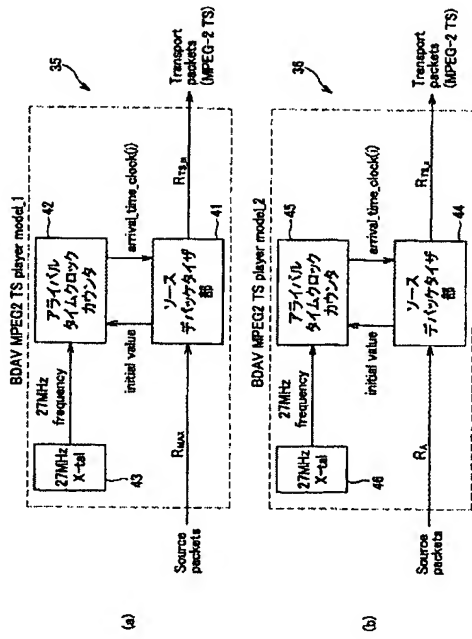 (a)
BDAV MPEG2 TS player model_1
35
27MHz
X-tal
43
27MHz
frequency
アライバル
タイムクロック
カウンタ
42
initial value
arrival_time_clock(i)
Source
packets
RMAX
ソース
デパケッタイザ
部
41
RTS_n
Transport
packets
(MPEG-2 TS)
(b)
BDAV MPEG2 TS player model_2
36
27MHz
X-tal
46
27MHz
frequency
アライバル
タイムクロック
カウンタ
45
initial value
arrival_time_clock(i)
Source
packets
RA
ソース
デパケッタイザ
部
44
Transport
packets
(MPEG-2 TS)